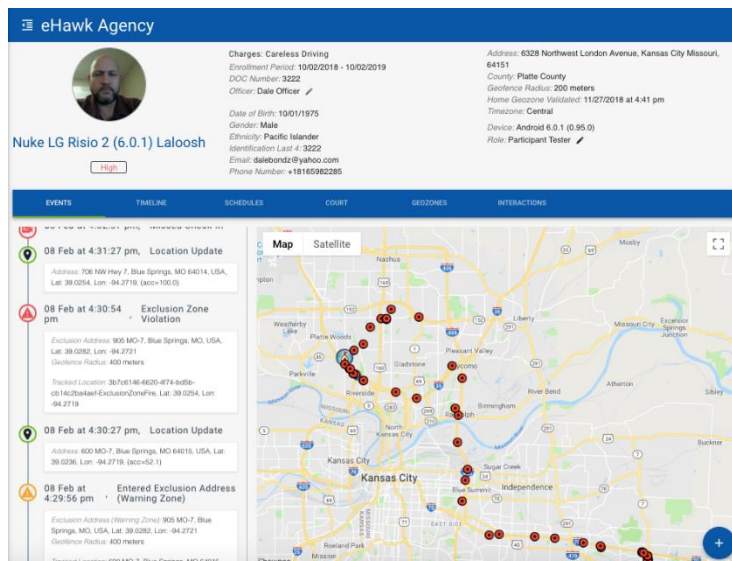 eHawk Agency
Nuke LG Risio 2 (6.0.1) Laloosh
High
Charges: Careless Driving
Enrollment Period: 10/02/2018 - 10/02/2019
DOC Number: 3222
Officer: Dale Officer
Date of Birth: 10/01/1975
Gender: Male
Ethnicity: Pacific Islander
Identification Last 4: 3222
Email: dalebondz@yahoo.com
Phone Number: +18165982285
Address: 6328 Northwest London Avenue, Kansas City Missouri,
64151
County: Platte County
Geofence Radius: 200 meters
Home Geozone Validated: 11/27/2018 at 4:41 pm
Timezone: Central
Device: Android 6.0.1 (0.95.0)
Role: Participant Tester
EVENTS
TIMELINE
SCHEDULES
COURT
GEOZONES
INTERACTIONS
08 Feb at 4:31:27 pm, Location Update
Address: 706 NW Hwy 7, Blue Springs, MO 64014, USA,
Lat: 39.0254, Lon: -94.2719. (acc=100.0)
08 Feb at 4:30:54 pm, Exclusion Zone
Violation
Exclusion Address: 905 MO-7, Blue Springs, MO, USA,
Lat: 39.0282, Lon: -94.2721
Geofence Radius: 400 meters
Tracked Location: 3b7c6146-6620-4f74-bd5b-
cb14c2ba4aef-ExclusionZoneFire, Lat: 39.0254, Lon:
-94.2719
08 Feb at 4:30:27 pm, Location Update
Address: 600 MO-7, Blue Springs, MO 64015, USA, Lat:
39.0236, Lon: -94.2719. (acc=52.1)
08 Feb at 4:29:56 pm, Entered Exclusion Address
(Warning Zone)
Exclusion Address (Warning Zone): 905 MO-7, Blue
Springs, MO, USA, Lat: 39.0282, Lon: -94.2721
Geofence Radius: 400 meters
Map
Satellite
Nashua
Mosby
Weatherby
Lake
Platte Woods
Liberty
Missouri City
Excelsior
Springs
Junction
Pleasant Valley
Gladstone
Parkville
Riverside
River Bend
Atherton
Sibley
Birmingham
North
Kansas City
Buckner
Kansas City
Kansas City
Sugar Creek
Independence
EAST SIDE
Roeland Park
Mission